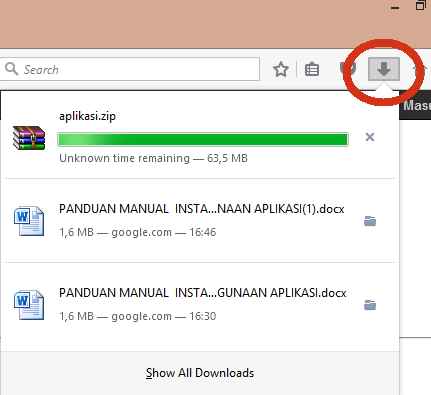 Search
Masu
aplikasi.zip
Unknown time remaining — 63,5 MB
PANDUAN MANUAL INSTA...NAAN APLIKASI(1).docx
1,6 MB — google.com — 16:46
PANDUAN MANUAL INSTA...GUNAAN APLIKASI.docx
1,6 MB — google.com — 16:30
Show All Downloads